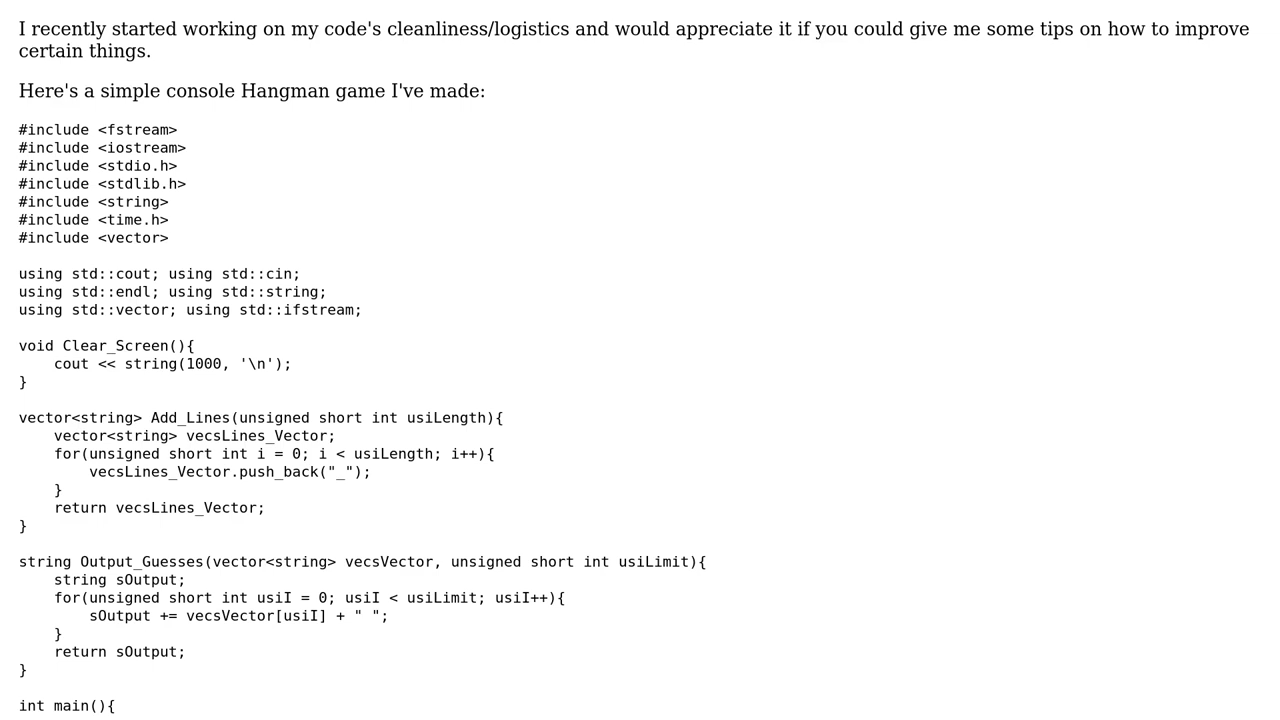 I recently started working on my code's cleanliness/logistics and would appreciate it if you could give me some tips on how to improve
certain things.
Here's a simple console Hangman game I've made:
#include <fstream>
#include <iostream>
#include <stdio.h>
#include <stdlib.h>
#include <string>
#include <time.h>
#include <vector>
using std::cout; using std::cin;
using std::endl; using std::string;
using std::vector; using std::ifstream;
void Clear_Screen(){
    cout << string(1000, '\n');
}
vector<string> Add_Lines(unsigned short int usiLength){
    vector<string> vecsLines_Vector;
    for(unsigned short int i = 0; i < usiLength; i++){
        vecsLines_Vector.push_back("_");
    }
    return vecsLines_Vector;
}
string Output_Guesses(vector<string> vecsVector, unsigned short int usiLimit){
    string sOutput;
    for(unsigned short int usiI = 0; usiI < usiLimit; usiI++){
        sOutput += vecsVector[usiI] + " ";
    }
    return sOutput;
}
int main(){